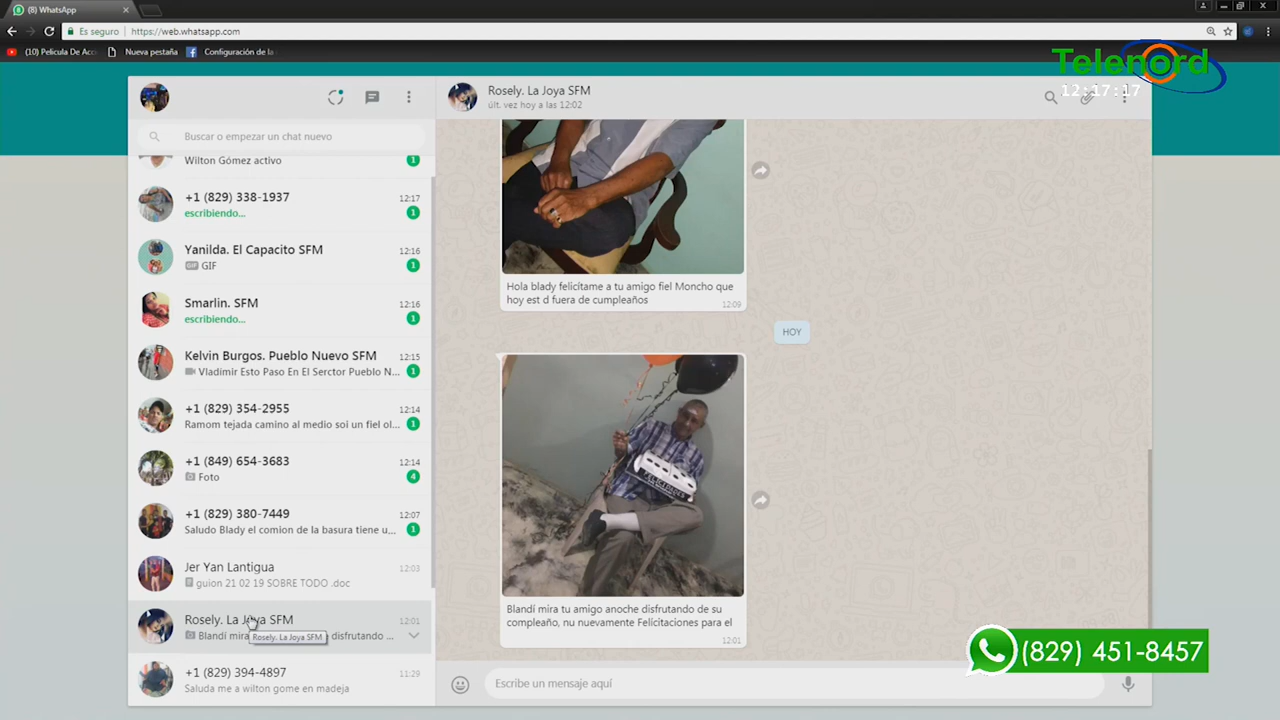 (8) WhatsApp
Es seguro https://web.whatsapp.com
(10) Pelicula De Acc
Nueva pestaña
Configuración de la
Telenord
12:17:17
Rosely. La Joya SFM
últ. vez hoy a las 12:02
Buscar o empezar un chat nuevo
Wilton Gómez activo
1
+1 (829) 338-1937
12:17
escribiendo...
1
Yanilda. El Capacito SFM
12:16
GIF GIF
1
Smarlin. SFM
12:16
escribiendo...
1
Kelvin Burgos. Pueblo Nuevo SFM
12:15
Vladimir Esto Paso En El Serctor Pueblo N...
1
+1 (829) 354-2955
12:14
Ramom tejada camino al medio soi un fiel ol...
1
+1 (849) 654-3683
12:14
Foto
4
+1 (829) 380-7449
12:07
Saludo Blady el comion de la basura tiene u...
1
Jer Yan Lantigua
12:03
guion 21 02 19 SOBRE TODO .doc
Rosely. La Joya SFM
12:01
Blandí mira
disfrutando ...
Rosely. La Joya SFM
+1 (829) 394-4897
11:29
Saluda me a wilton gome en madeja
Hola blady felicítame a tu amigo fiel Moncho que
hoy est d fuera de cumpleaños
12:09
HOY
FELICIDADES
Blandí mira tu amigo anoche disfrutando de su
compleaño, nu nuevamente Felícitaciones para el
12:01
Escribe un mensaje aquí
(829) 451-8457